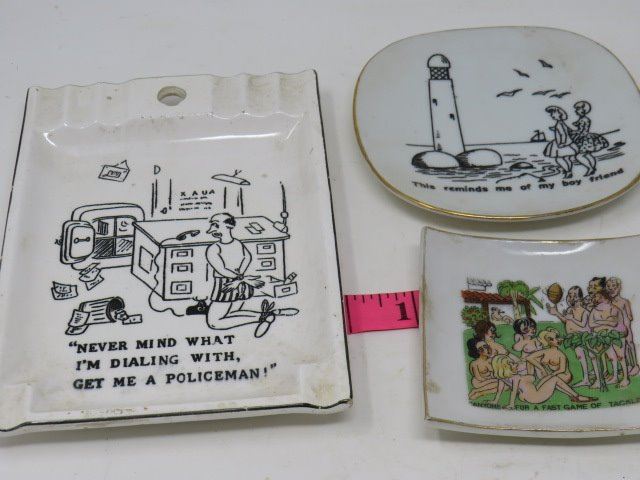 X A U A
"NEVER MIND WHAT
I'M DIALING WITH,
GET ME A POLICEMAN!"
This reminds me of my boy friend
1
ANYONE FOR A FAST GAME OF